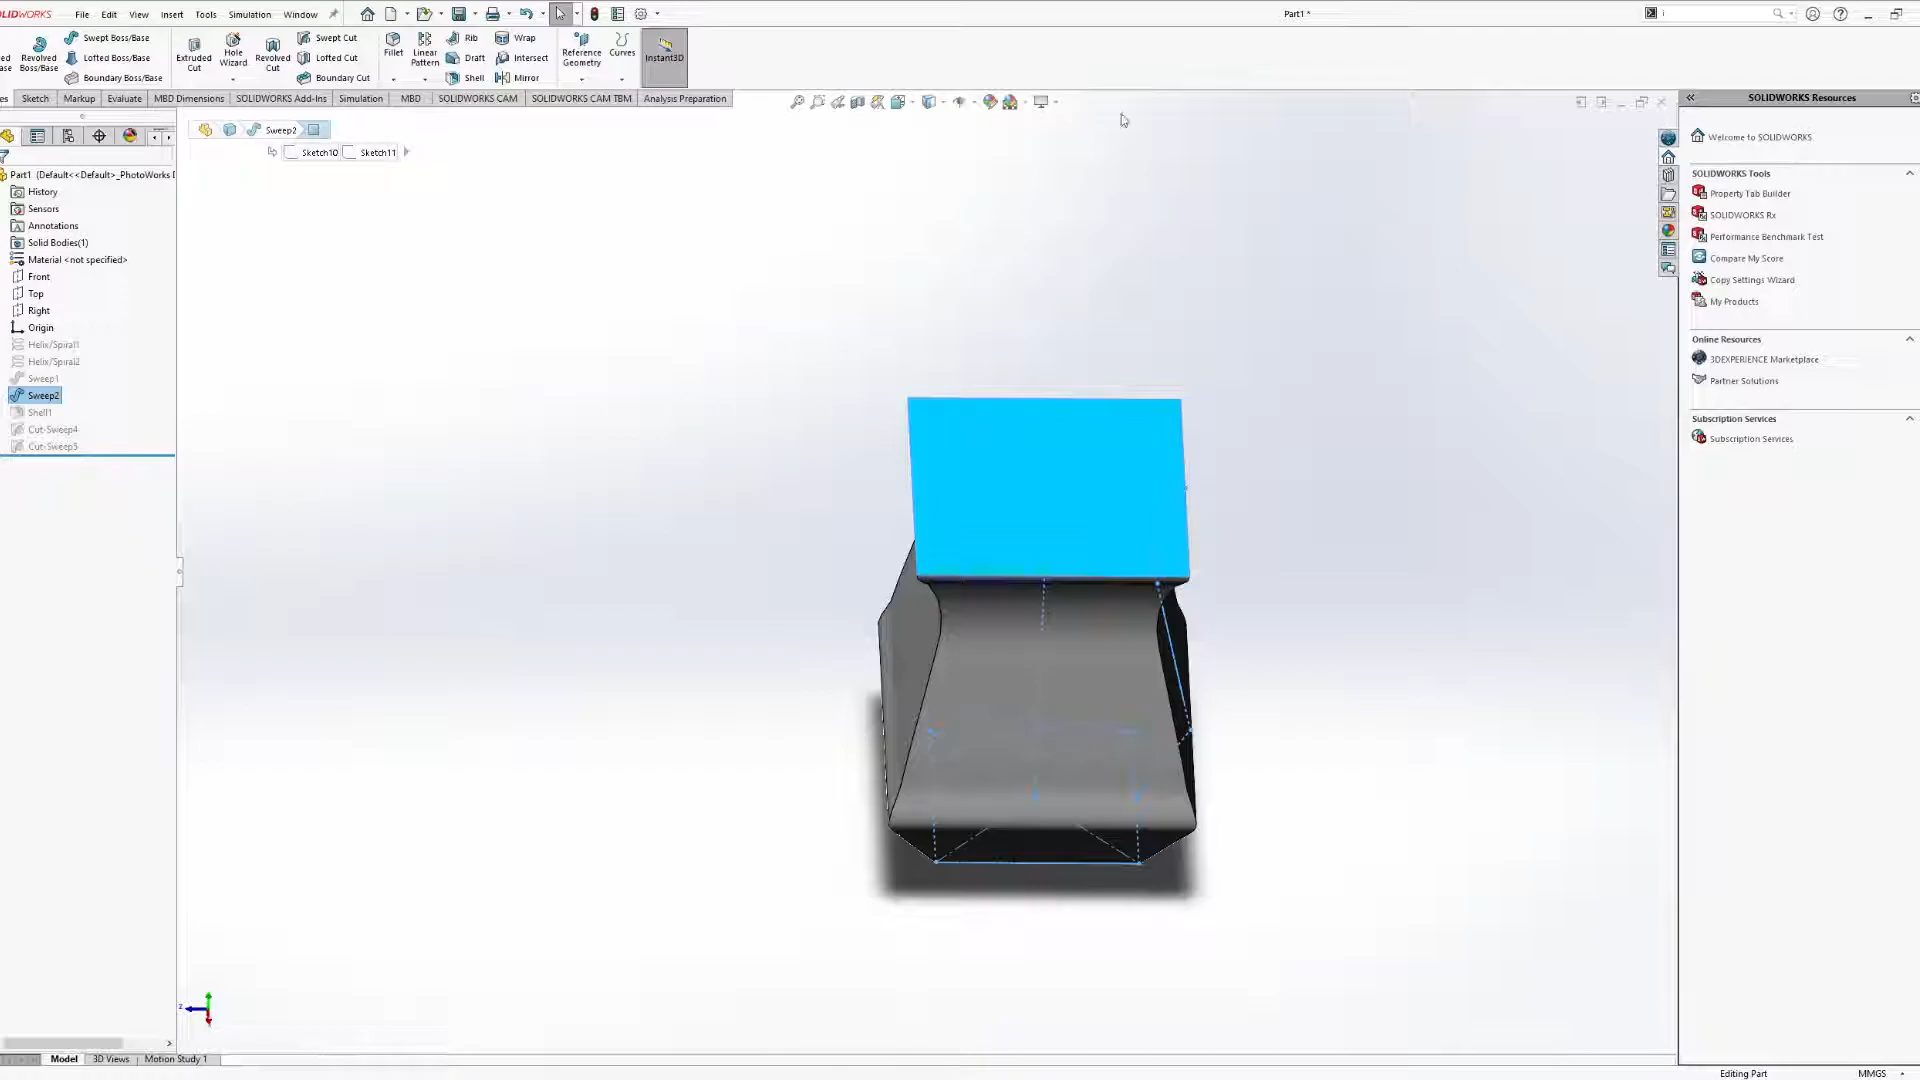 OLIDWORKS File Edit View Insert Tools Simulation Window Part1 *
Revolved Boss/Base
Swept Boss/Base
Lofted Boss/Base
Boundary Boss/Base
Extruded Cut
Hole Wizard
Revolved Cut
Swept Cut
Lofted Cut
Boundary Cut
Fillet
Linear Pattern
Rib
Draft
Shell
Wrap
Intersect
Mirror
Reference Geometry
Curves
Instant3D
es Sketch Markup Evaluate MBD Dimensions SOLIDWORKS Add-Ins Simulation MBD SOLIDWORKS CAM SOLIDWORKS CAM TBM Analysis Preparation
Sweep2
Sketch10 Sketch11
Part1 (Default<<Default>_PhotoWorks
History
Sensors
Annotations
Solid Bodies(1)
Material <not specified>
Front
Top
Right
Origin
Helix/Spiral1
Helix/Spiral2
Sweep1
Sweep2
Shell1
Cut-Sweep4
Cut-Sweep5
z
SOLIDWORKS Resources
Welcome to SOLIDWORKS
SOLIDWORKS Tools
Property Tab Builder
SOLIDWORKS Rx
Performance Benchmark Test
Compare My Score
Copy Settings Wizard
My Products
Online Resources
3DEXPERIENCE Marketplace
Partner Solutions
Subscription Services
Subscription Services
Model 3D Views Motion Study 1
Editing Part MMGS